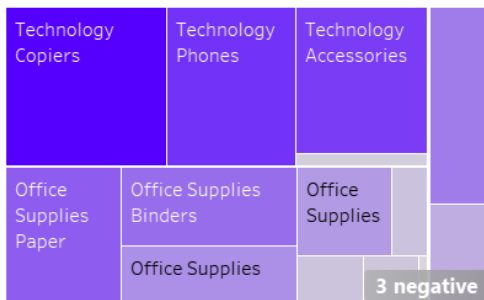 Technology
Copiers
Technology
Phones
Technology
Accessories
Office
Supplies
Paper
Office Supplies
Binders
Office Supplies
Office
Supplies
3 negative